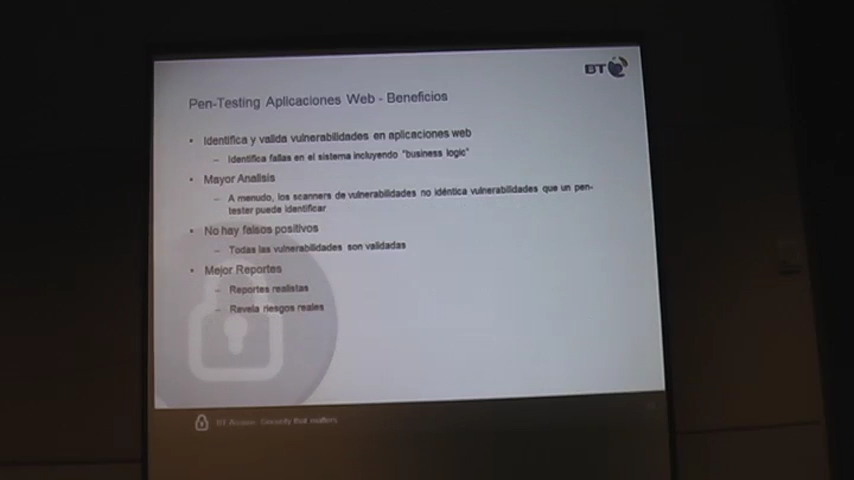 BT
Pen-Testing Aplicaciones Web - Beneficios
• Identifica y valida vulnerabilidades en aplicaciones web
– Identifica fallas en el sistema incluyendo "business logic"
• Mayor Analisis
– A menudo, los scanners de vulnerabilidades no idéntica vulnerabilidades que un pen-
tester puede identificar
• No hay falsos positivos
– Todas las vulnerabilidades son validadas
• Mejor Reportes
– Reportes realistas
– Revela riesgos reales
BT Assure. Security that matters